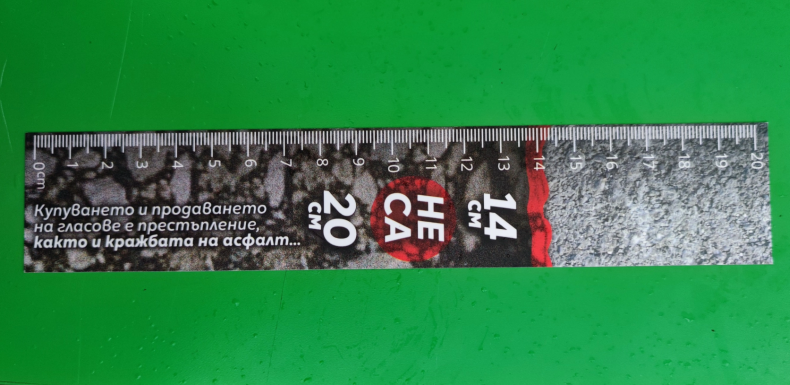 0cm 1 2 3 4 5 6 7 8 9 10 11 12 13 14 15 16 17 18 19 20
Купуването и продаването
на гласове е престъпление,
както и кражбата на асфалт...
14
см
НЕ
СА
20
см